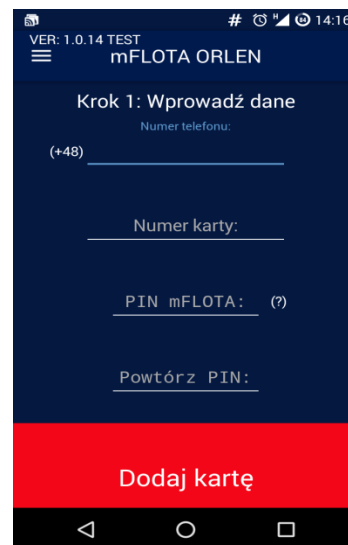 # H 84 14:16
VER: 1.0.14 TEST
mFLOTA ORLEN
Krok 1: Wprowadź dane
Numer telefonu:
(+48)
Numer karty:
PIN mFLOTA: (?)
Powtórz PIN:
Dodaj kartę